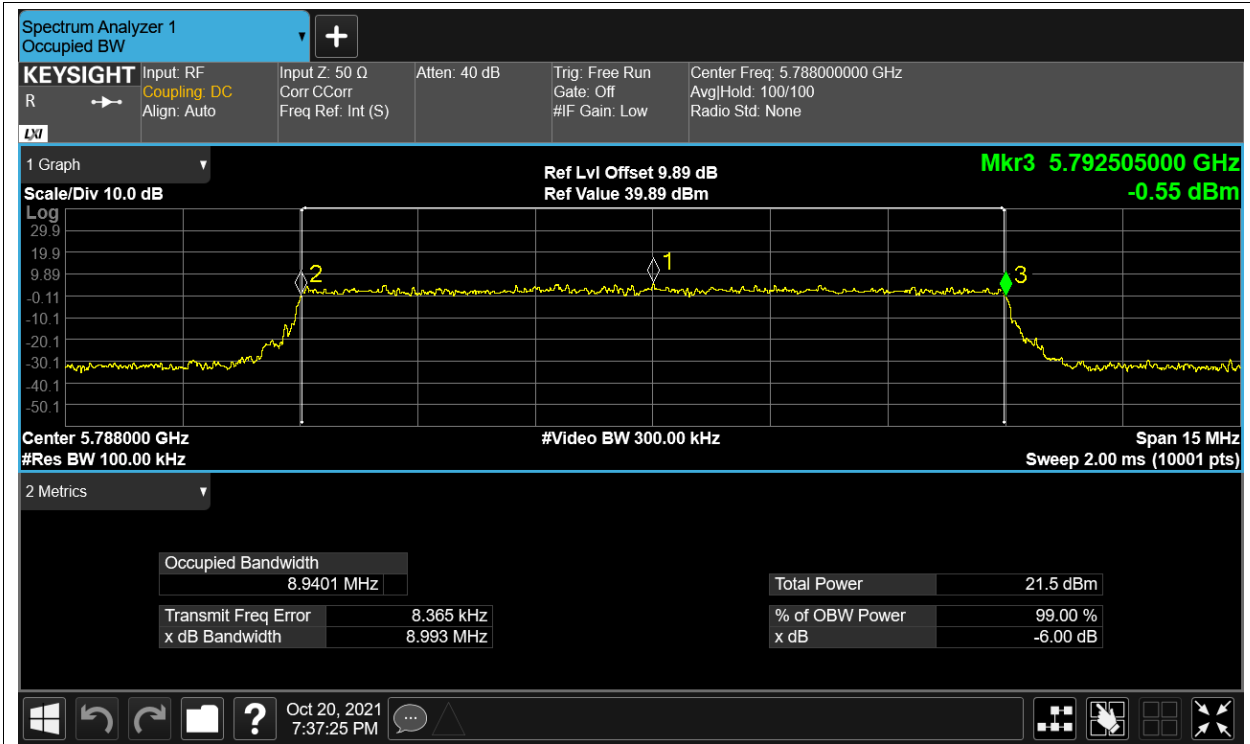 Spectrum Analyzer 1
Occupied BW
KEYSIGHT
R
LXI
Input: RF
Coupling: DC
Align: Auto
Input Z: 50 Ω
Corr CCorr
Freq Ref: Int (S)
Atten: 40 dB
Trig: Free Run
Gate: Off
#IF Gain: Low
Center Freq: 5.788000000 GHz
Avg|Hold: 100/100
Radio Std: None
1 Graph
Scale/Div 10.0 dB
Ref Lvl Offset 9.89 dB
Ref Value 39.89 dBm
Mkr3 5.792505000 GHz
-0.55 dBm
Log
29.9
19.9
9.89
-0.11
-10.1
-20.1
-30.1
-40.1
-50.1
2
1
3
Center 5.788000 GHz
#Video BW 300.00 kHz
Span 15 MHz
#Res BW 100.00 kHz
Sweep 2.00 ms (10001 pts)
2 Metrics
Occupied Bandwidth
8.9401 MHz
Transmit Freq Error 8.365 kHz
x dB Bandwidth 8.993 MHz
Total Power 21.5 dBm
% of OBW Power 99.00 %
x dB -6.00 dB
?
Oct 20, 2021
7:37:25 PM